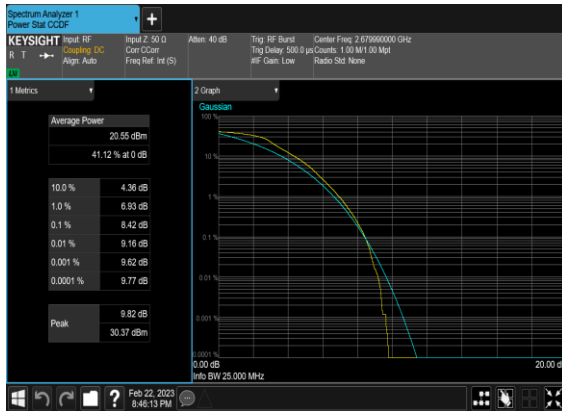 Spectrum Analyzer 1
Power Stat CCDF
+
KEYSIGHT
R T
LXI
Input: RF
Coupling: DC
Align: Auto
Input Z: 50 Ω
Corr CCorr
Freq Ref: Int (S)
Atten: 40 dB
Trig: RF Burst
Trig Delay: 500.0 µs
#IF Gain: Low
Center Freq: 2.679990000 GHz
Counts: 1.00 M/1.00 Mpt
Radio Std: None
1 Metrics
Average Power
20.55 dBm
41.12 % at 0 dB
10.0 % 4.36 dB
1.0 % 6.93 dB
0.1 % 8.42 dB
0.01 % 9.16 dB
0.001 % 9.62 dB
0.0001 % 9.77 dB
Peak
9.82 dB
30.37 dBm
2 Graph
Gaussian
100 %
10 %
1 %
0.1 %
0.01 %
0.001 %
0.0001 %
0.00 dB
20.00 d
Info BW 25.000 MHz
?
Feb 22, 2023
8:46:13 PM